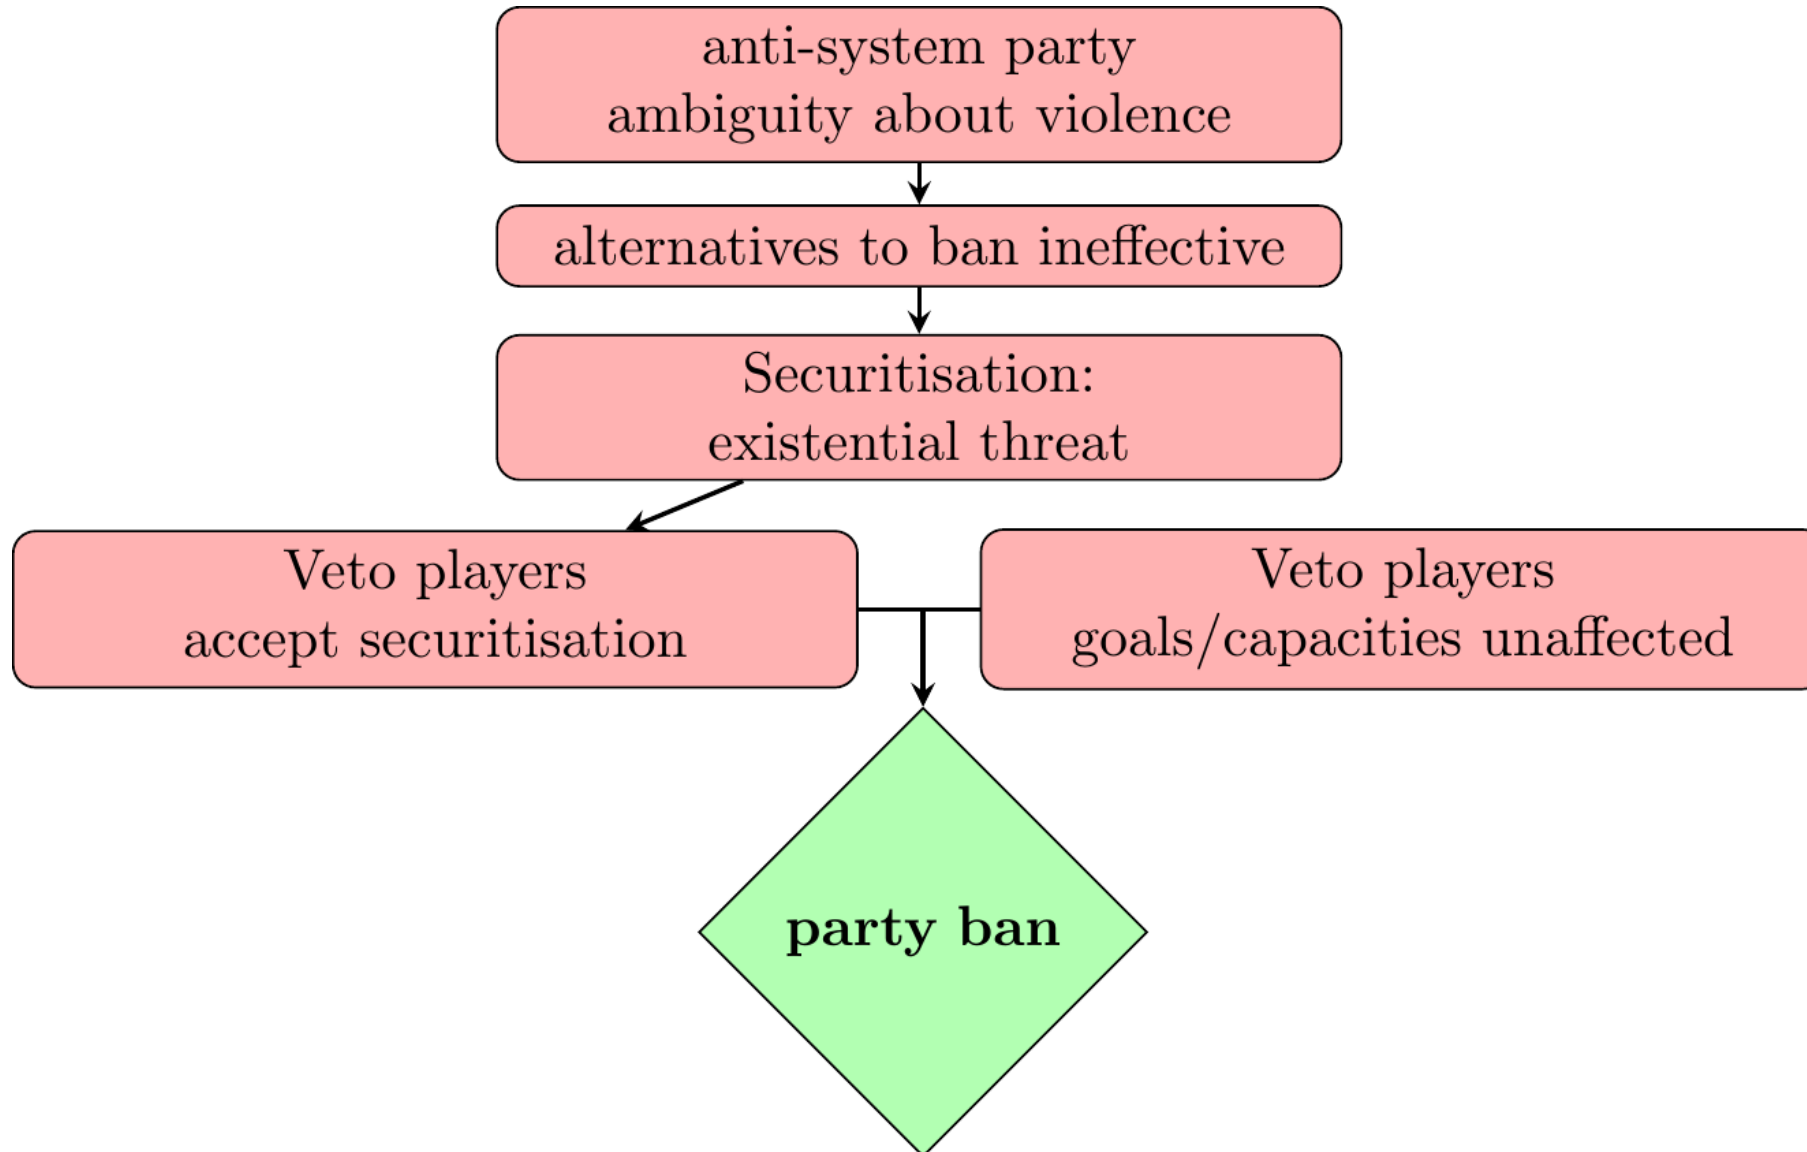 anti-system party
ambiguity about violence
alternatives to ban ineffective
Securitisation:
existential threat
Veto players
accept securitisation
Veto players
goals/capacities unaffected
party ban